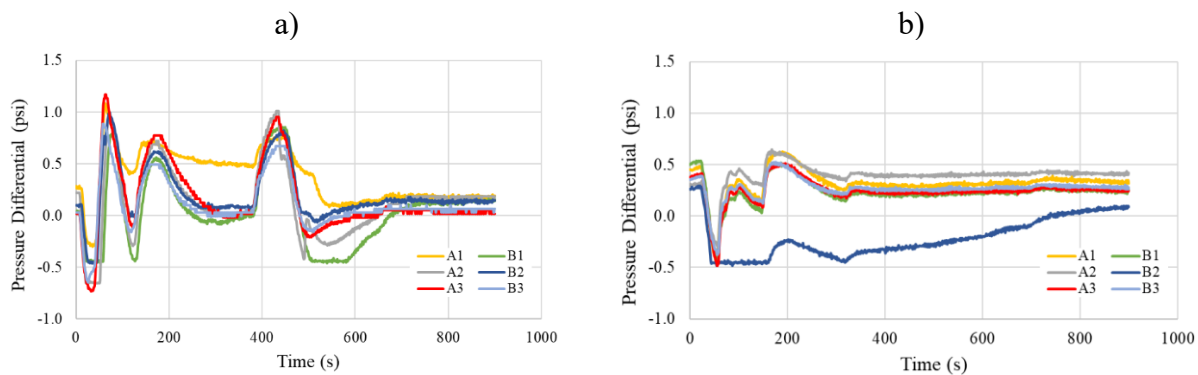 a)
1.5
1.0
0.5
0.0
-0.5
-1.0
Pressure Differential (psi)
0 200 400 600 800 1000
Time (s)
A1 B1
A2 B2
A3 B3
b)
1.5
1.0
0.5
0.0
-0.5
-1.0
Pressure Differential (psi)
0 200 400 600 800 1000
Time (s)
A1 B1
A2 B2
A3 B3